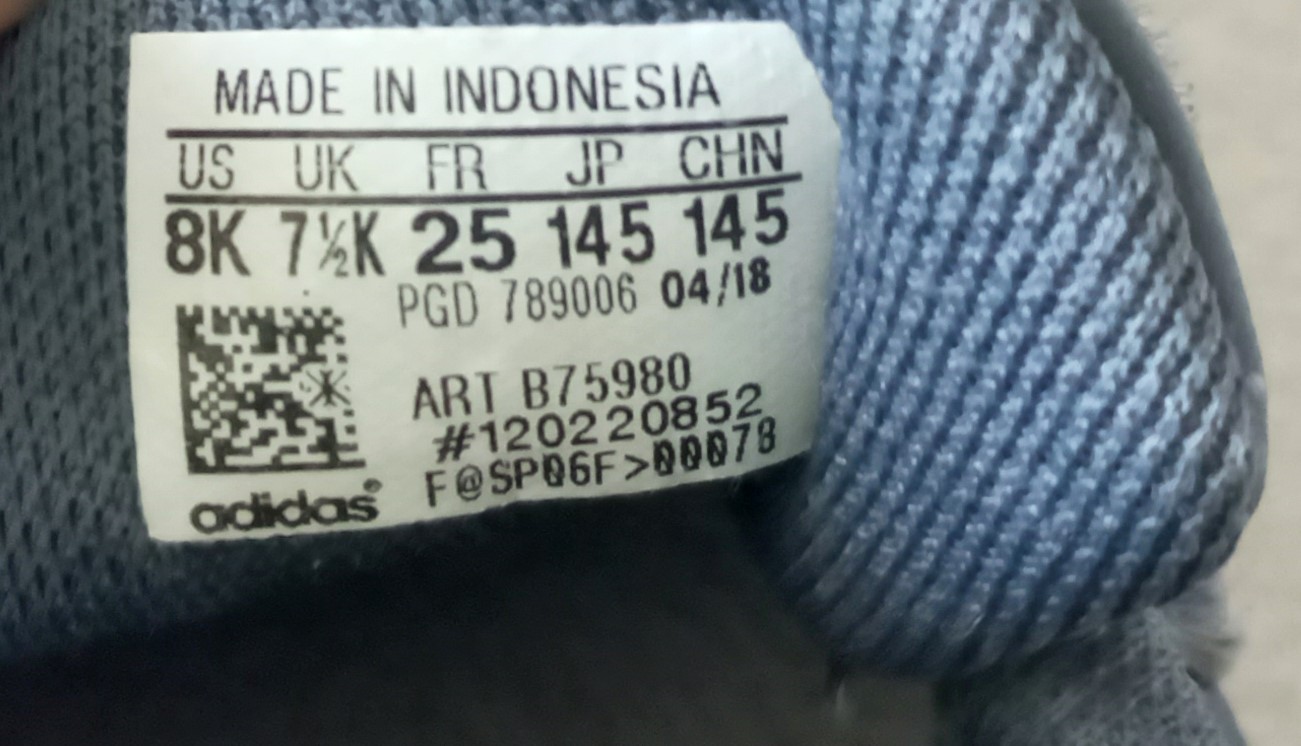 MADE IN INDONESIA
US UK FR JP CHN
8K 7½K 25 145 145
PGD 789006 04/18
ART B75980
#120220852
F@SP06F>00078
adidas®